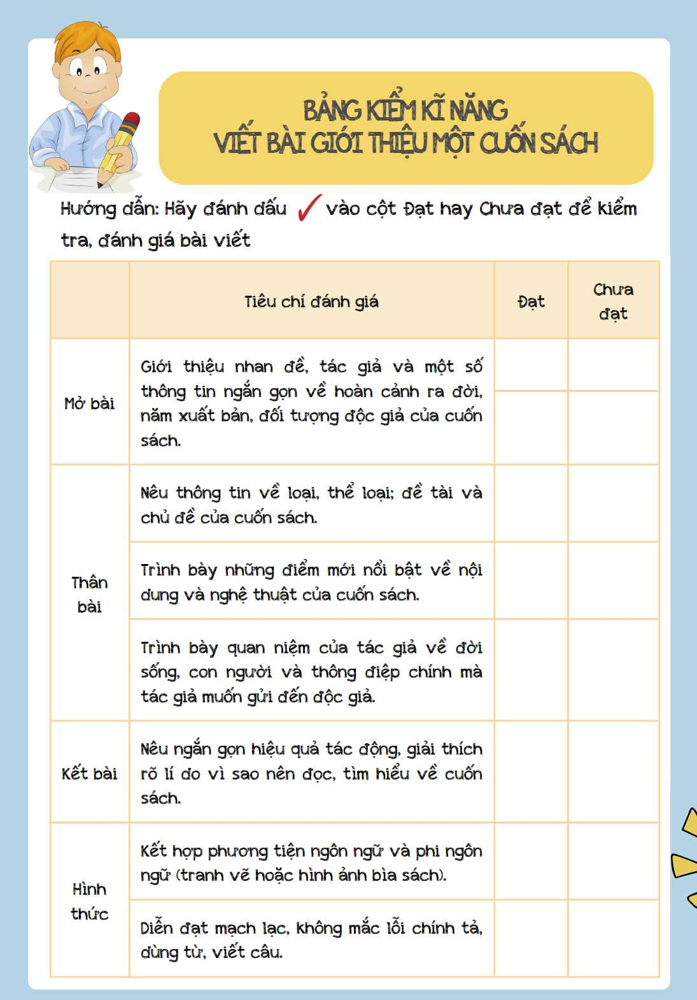 BẢNG KIỂM KĨ NĂNG
VIẾT BÀI GIỚI THIỆU MỘT CUỐN SÁCH
Hướng dẫn: Hãy đánh dấu ✓ vào cột Đạt hay Chưa đạt để kiểm
tra, đánh giá bài viết
Tiêu chí đánh giá
Đạt
Chưa
đạt
Mở bài
Giới thiệu nhan đề, tác giả và một số
thông tin ngắn gọn về hoàn cảnh ra đời,
năm xuất bản, đối tượng độc giả của cuốn
sách.
Thân
bài
Nêu thông tin về loại, thể loại; đề tài và
chủ đề của cuốn sách.
Trình bày những điểm mới nổi bật về nội
dung và nghệ thuật của cuốn sách.
Trình bày quan niệm của tác giả về đời
sống, con người và thông điệp chính mà
tác giả muốn gửi đến độc giả.
Kết bài
Nêu ngắn gọn hiệu quả tác động, giải thích
rõ lí do vì sao nên đọc, tìm hiểu về cuốn
sách.
Hình
thức
Kết hợp phương tiện ngôn ngữ và phi ngôn
ngữ (tranh vẽ hoặc hình ảnh bìa sách).
Diễn đạt mạch lạc, không mắc lỗi chính tả,
dùng từ, viết câu.